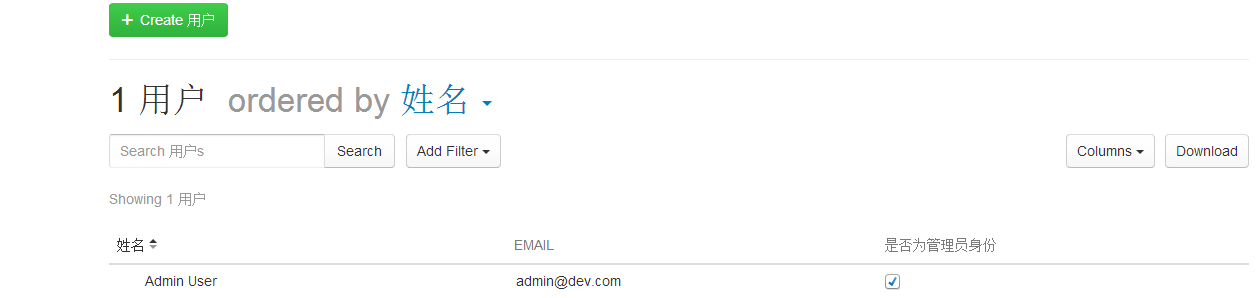 + Create 用户
1 用户 ordered by 姓名
Search 用户s Search Add Filter Columns Download
Showing 1 用户
姓名 EMAIL 是否为管理员身份
Admin User admin@dev.com